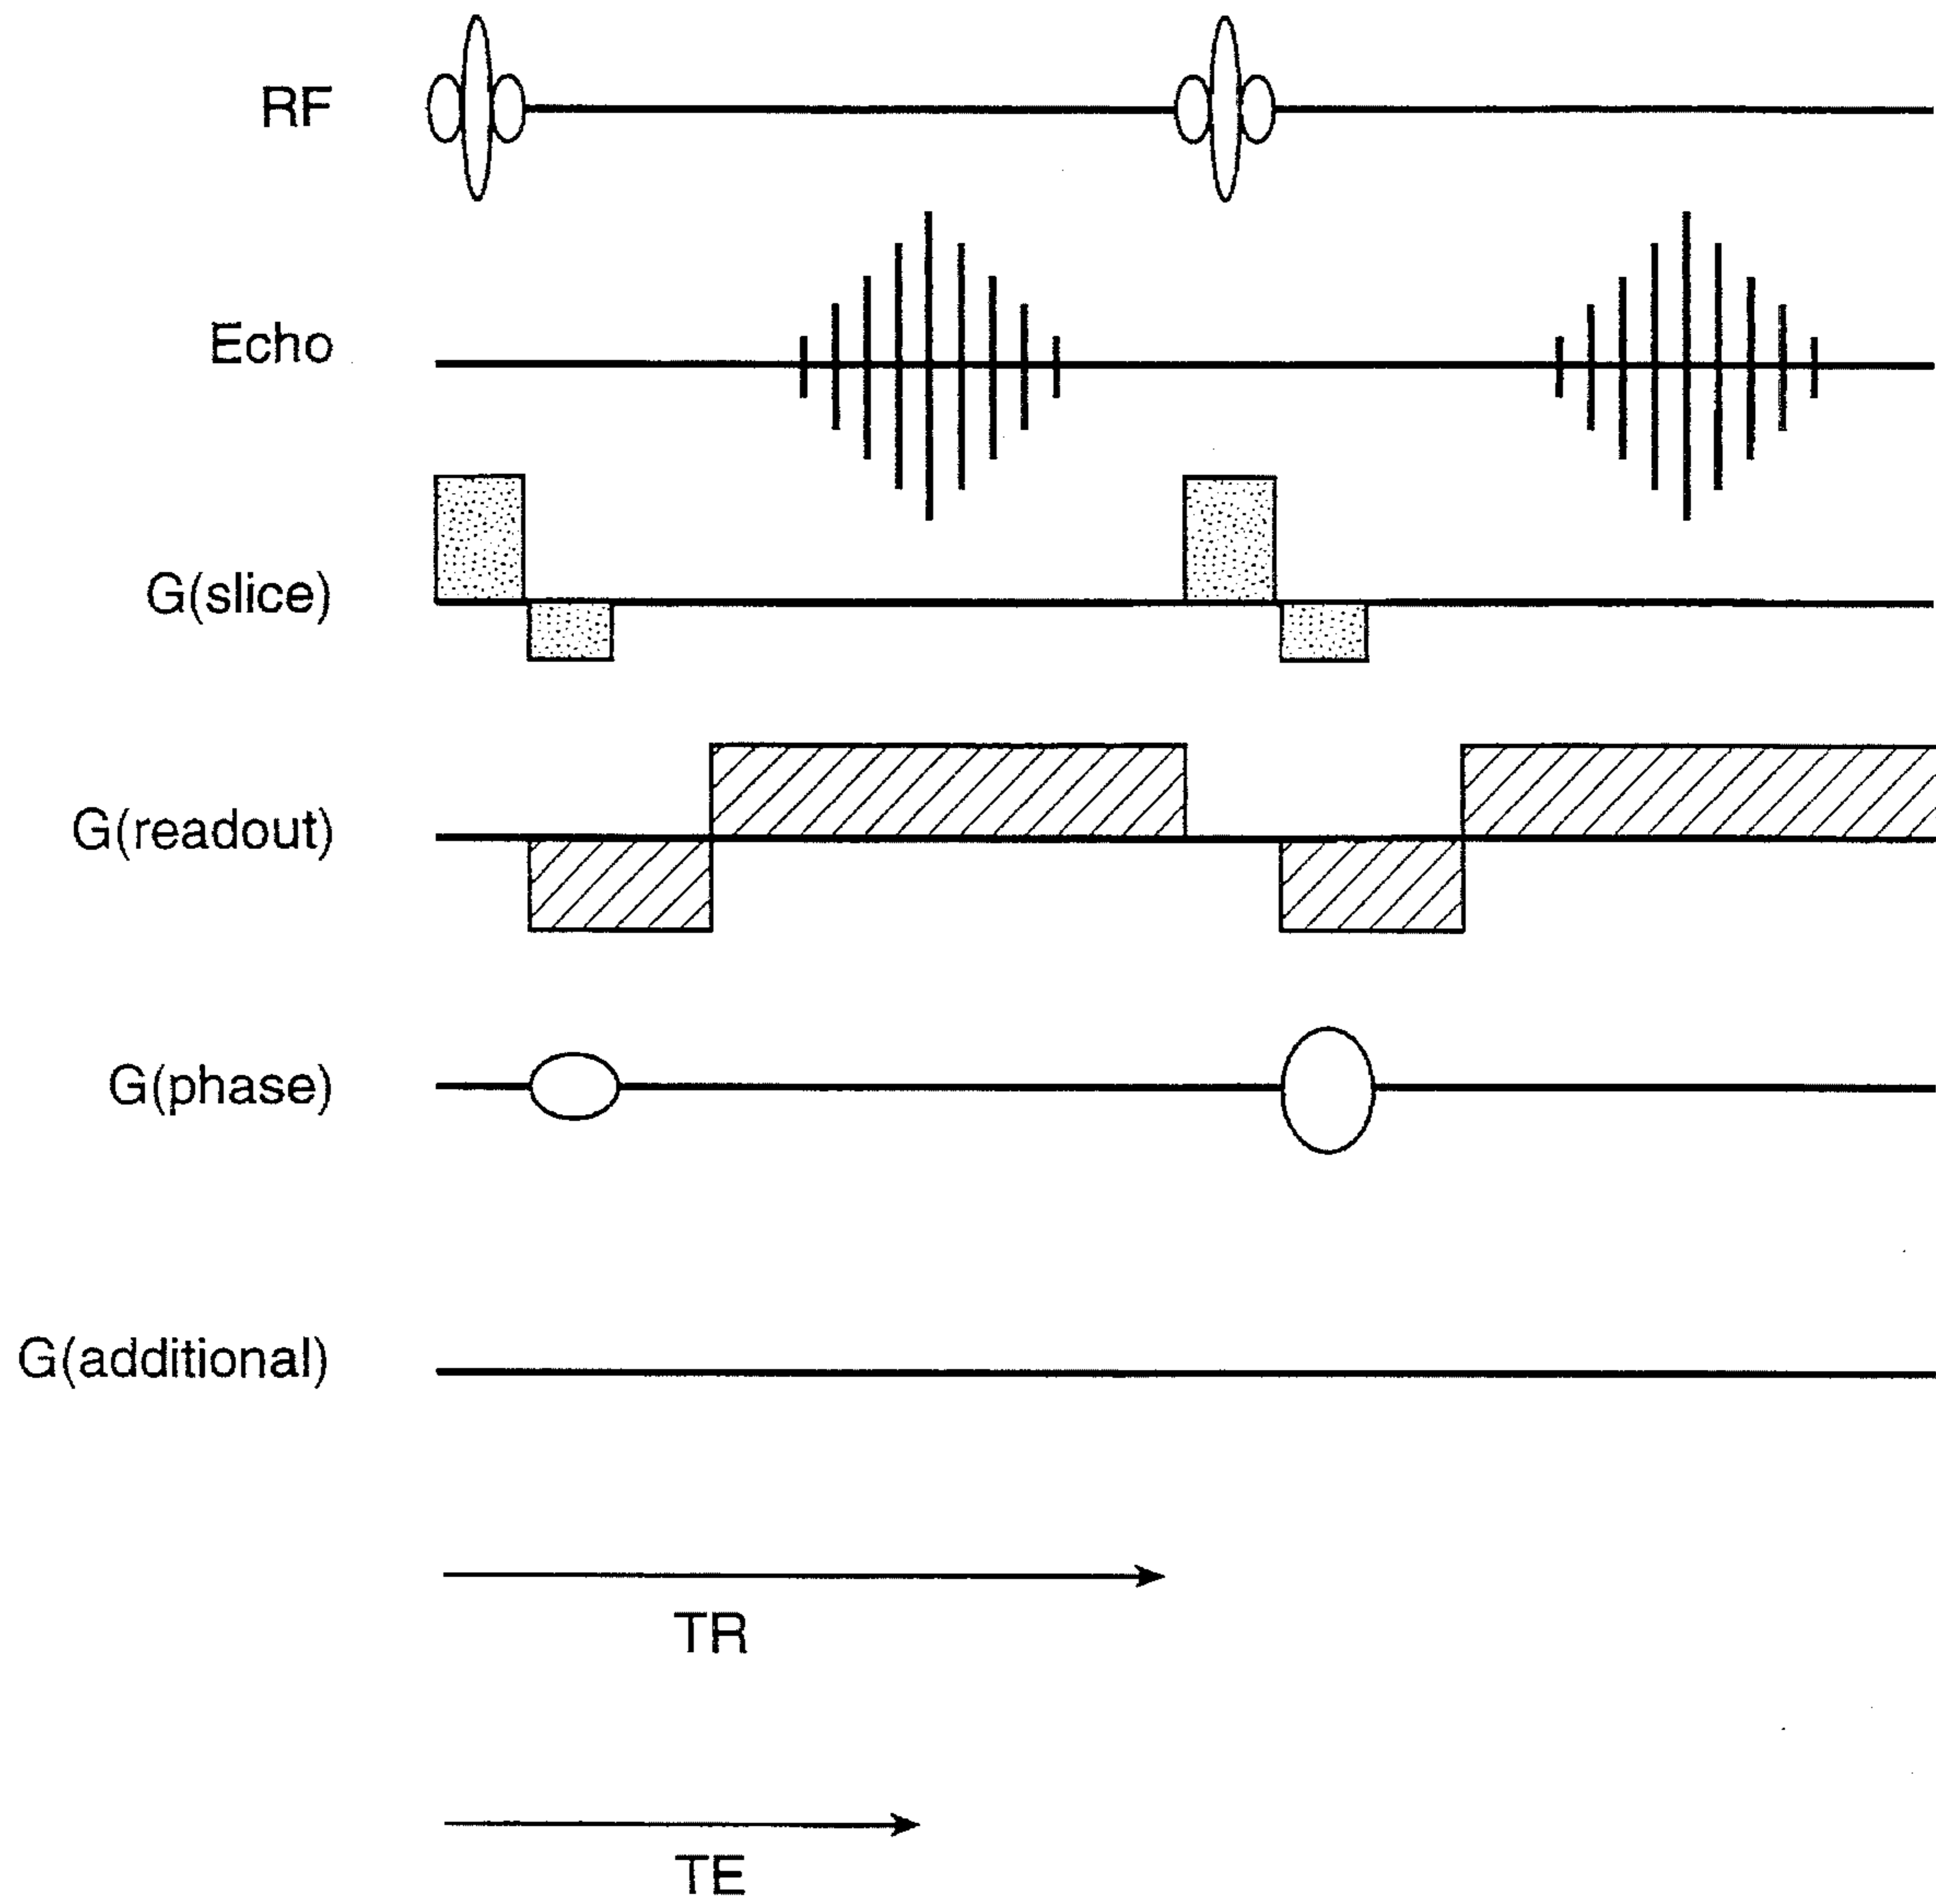 RF
Echo
G(slice)
G(readout)
G(phase)
G(additional)
TR
TE